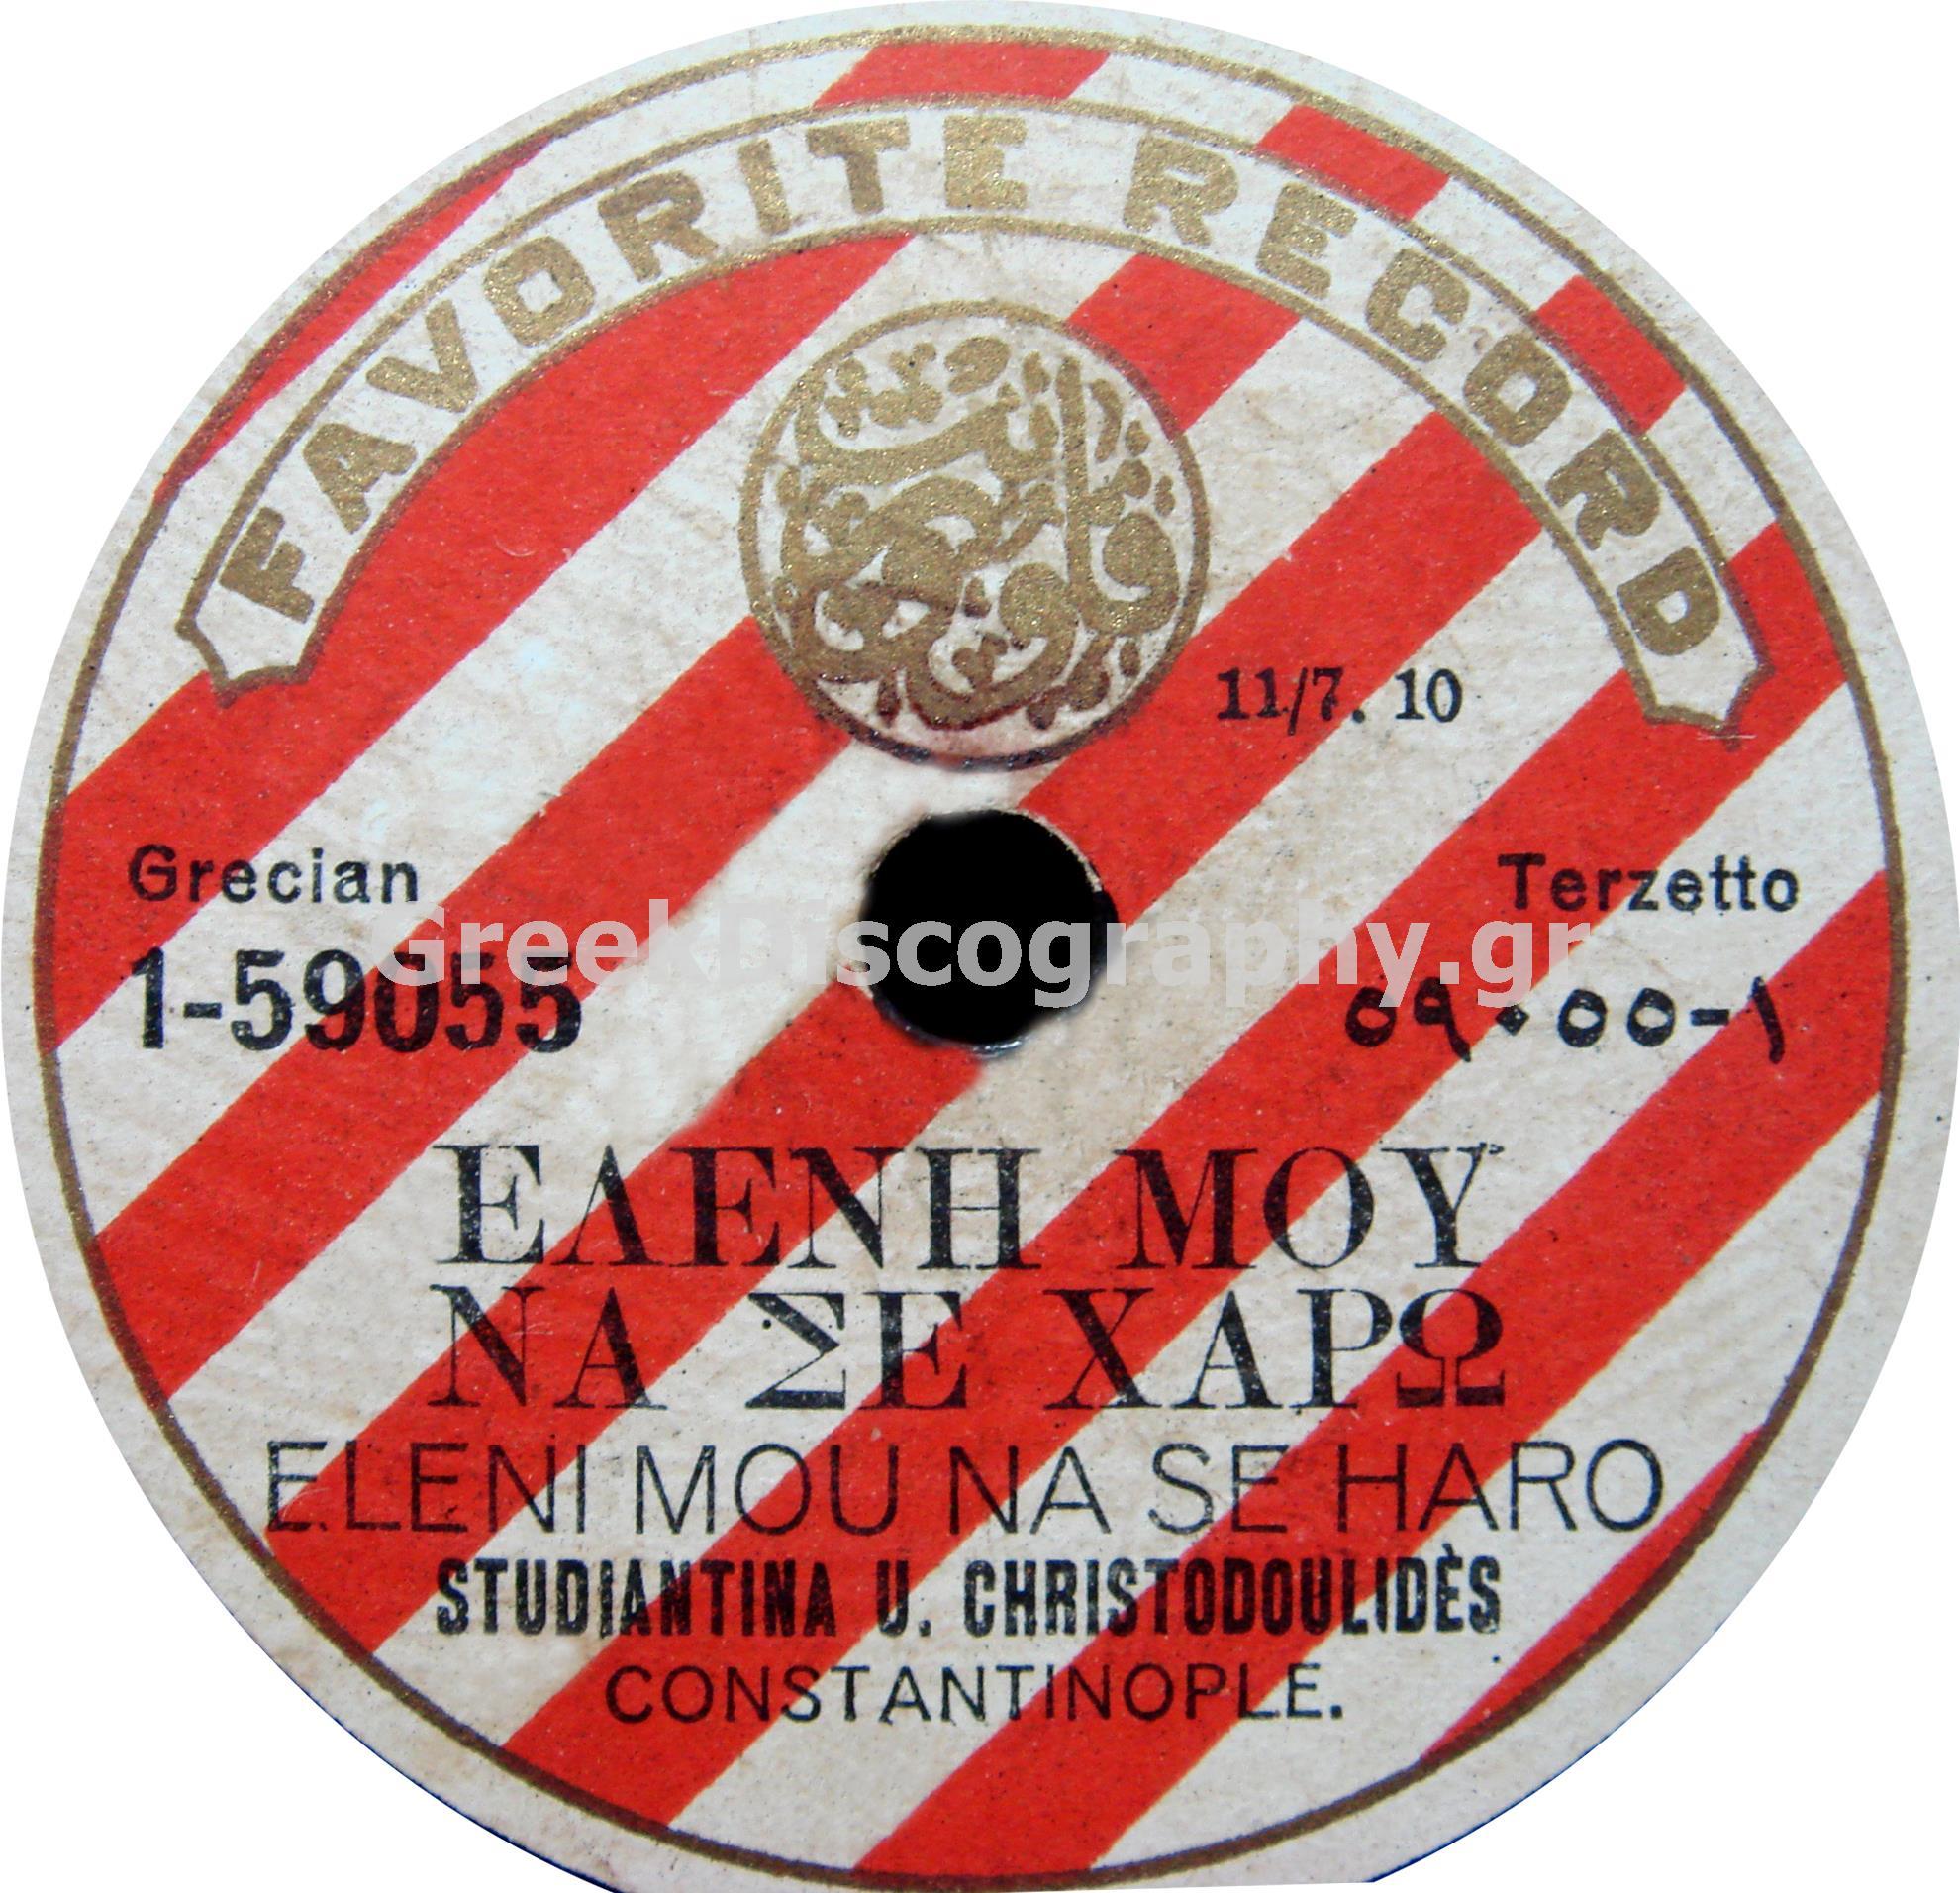 FAVORITE RECORD
11/7. 10
Grecian
Terzetto
GreekDiscography.gr
1-59055
٥٩٠٥٥-١
ΕΛΕΝΗ ΜΟΥ
ΝΑ ΣΕ ΧΑΡΩ
ELENI MOU NA SE HARO
STUDIANTINA U. CHRISTODOULIDÈS
CONSTANTINOPLE.